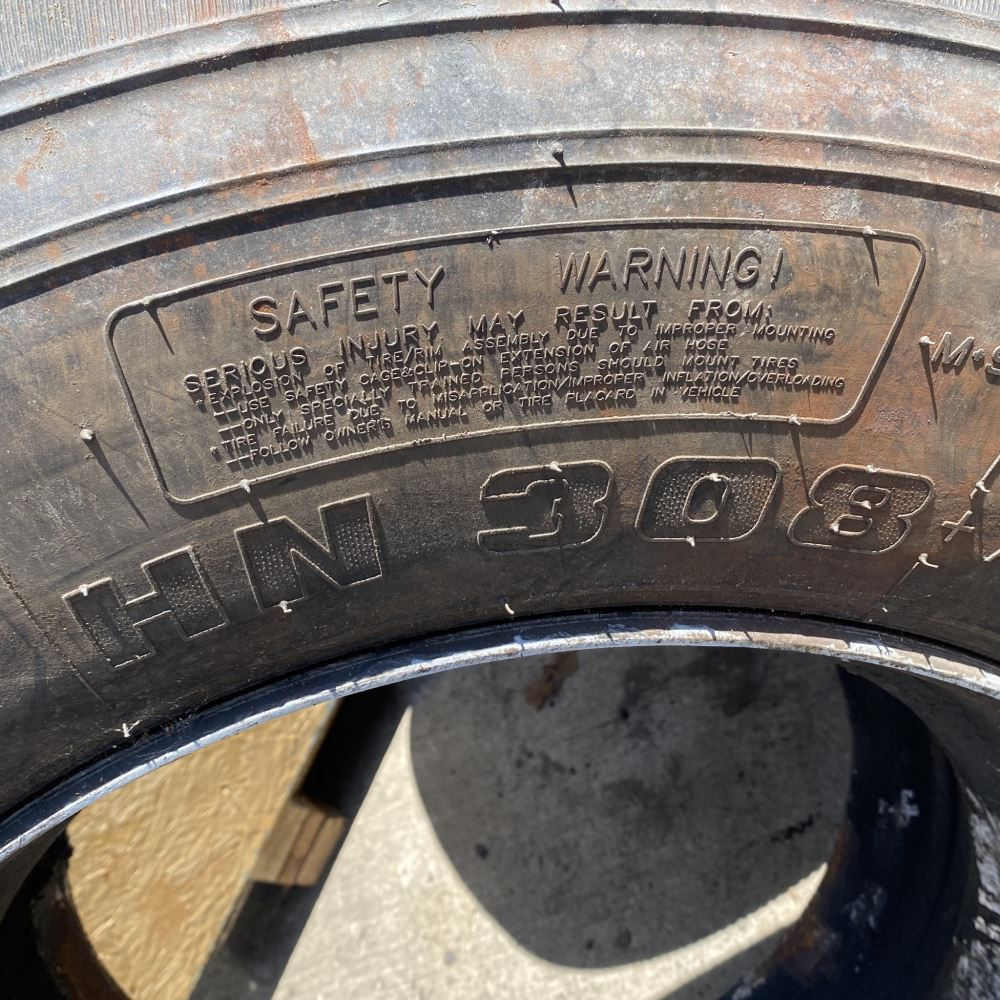 SAFETY WARNING!
SERIOUS INJURY MAY RESULT FROM:
*EXPLOSION OF TIRE/RIM ASSEMBLY DUE TO IMPROPER MOUNTING
--USE SAFETY CAGE&CLIP-ON EXTENSION OF AIR HOSE
--ONLY SPECIALLY TRAINED PERSONS SHOULD MOUNT TIRES
*TIRE FAILURE DUE TO MISAPPLICATION/IMPROPER INFLATION/OVERLOADING
--FOLLOW OWNER'S MANUAL OR TIRE PLACARD IN VEHICLE
M+S
HN 308